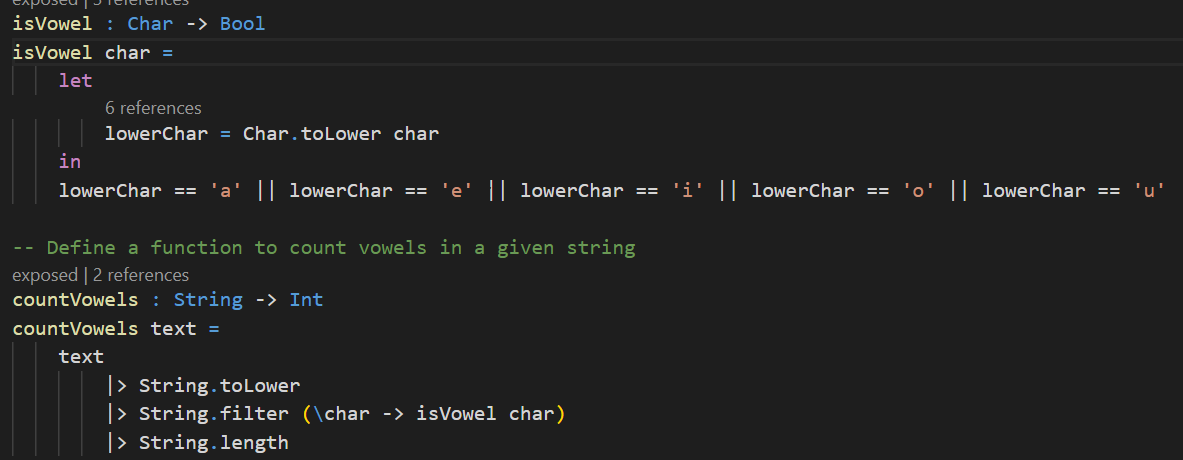 exposed | 3 references
isVowel : Char -> Bool
isVowel char =
let
6 references
lowerChar = Char.toLower char
in
lowerChar == 'a' || lowerChar == 'e' || lowerChar == 'i' || lowerChar == 'o' || lowerChar == 'u'
-- Define a function to count vowels in a given string
exposed | 2 references
countVowels : String -> Int
countVowels text =
text
|> String.toLower
|> String.filter (\char -> isVowel char)
|> String.length